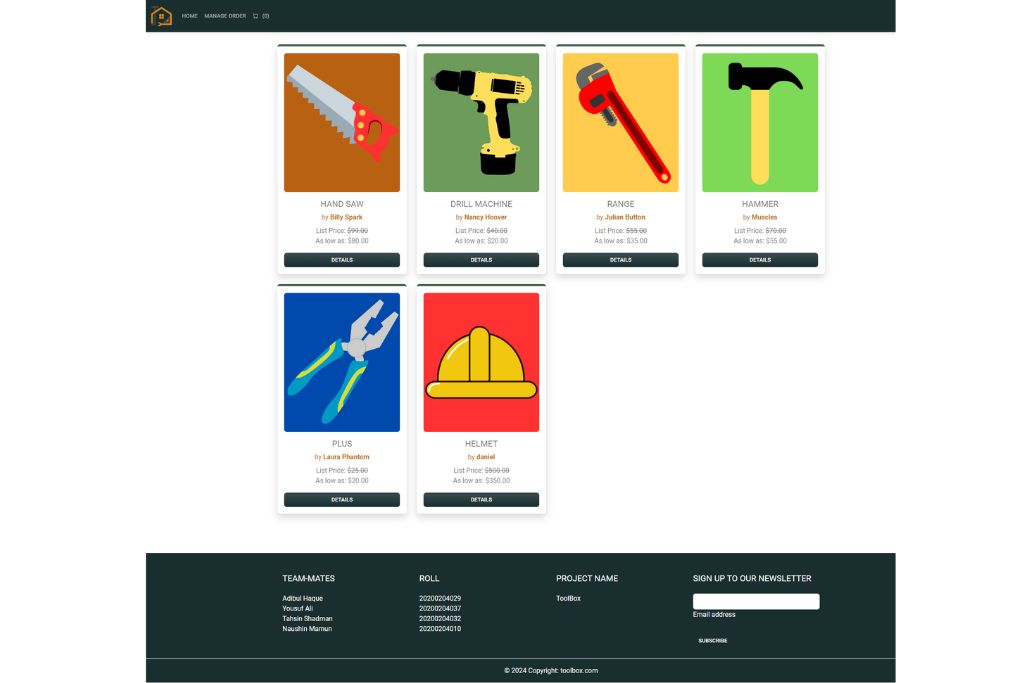 HOME MANAGE ORDER (0)
HAND SAW
by Billy Spark
List Price: $99.00
As low as: $80.00
DETAILS
DRILL MACHINE
by Nancy Hoover
List Price: $40.00
As low as: $20.00
DETAILS
RANGE
by Julian Button
List Price: $55.00
As low as: $35.00
DETAILS
HAMMER
by Muscles
List Price: $70.00
As low as: $55.00
DETAILS
PLUS
by Laura Phantom
List Price: $25.00
As low as: $20.00
DETAILS
HELMET
by daniel
List Price: $500.00
As low as: $350.00
DETAILS
TEAM-MATES
Adibul Haque
Yousuf Ali
Tahsin Shadman
Naushin Mamun
ROLL
20200204029
20200204037
20200204032
20200204010
PROJECT NAME
ToolBox
SIGN UP TO OUR NEWSLETTER
Email address
SUBSCRIBE
© 2024 Copyright: toolbox.com